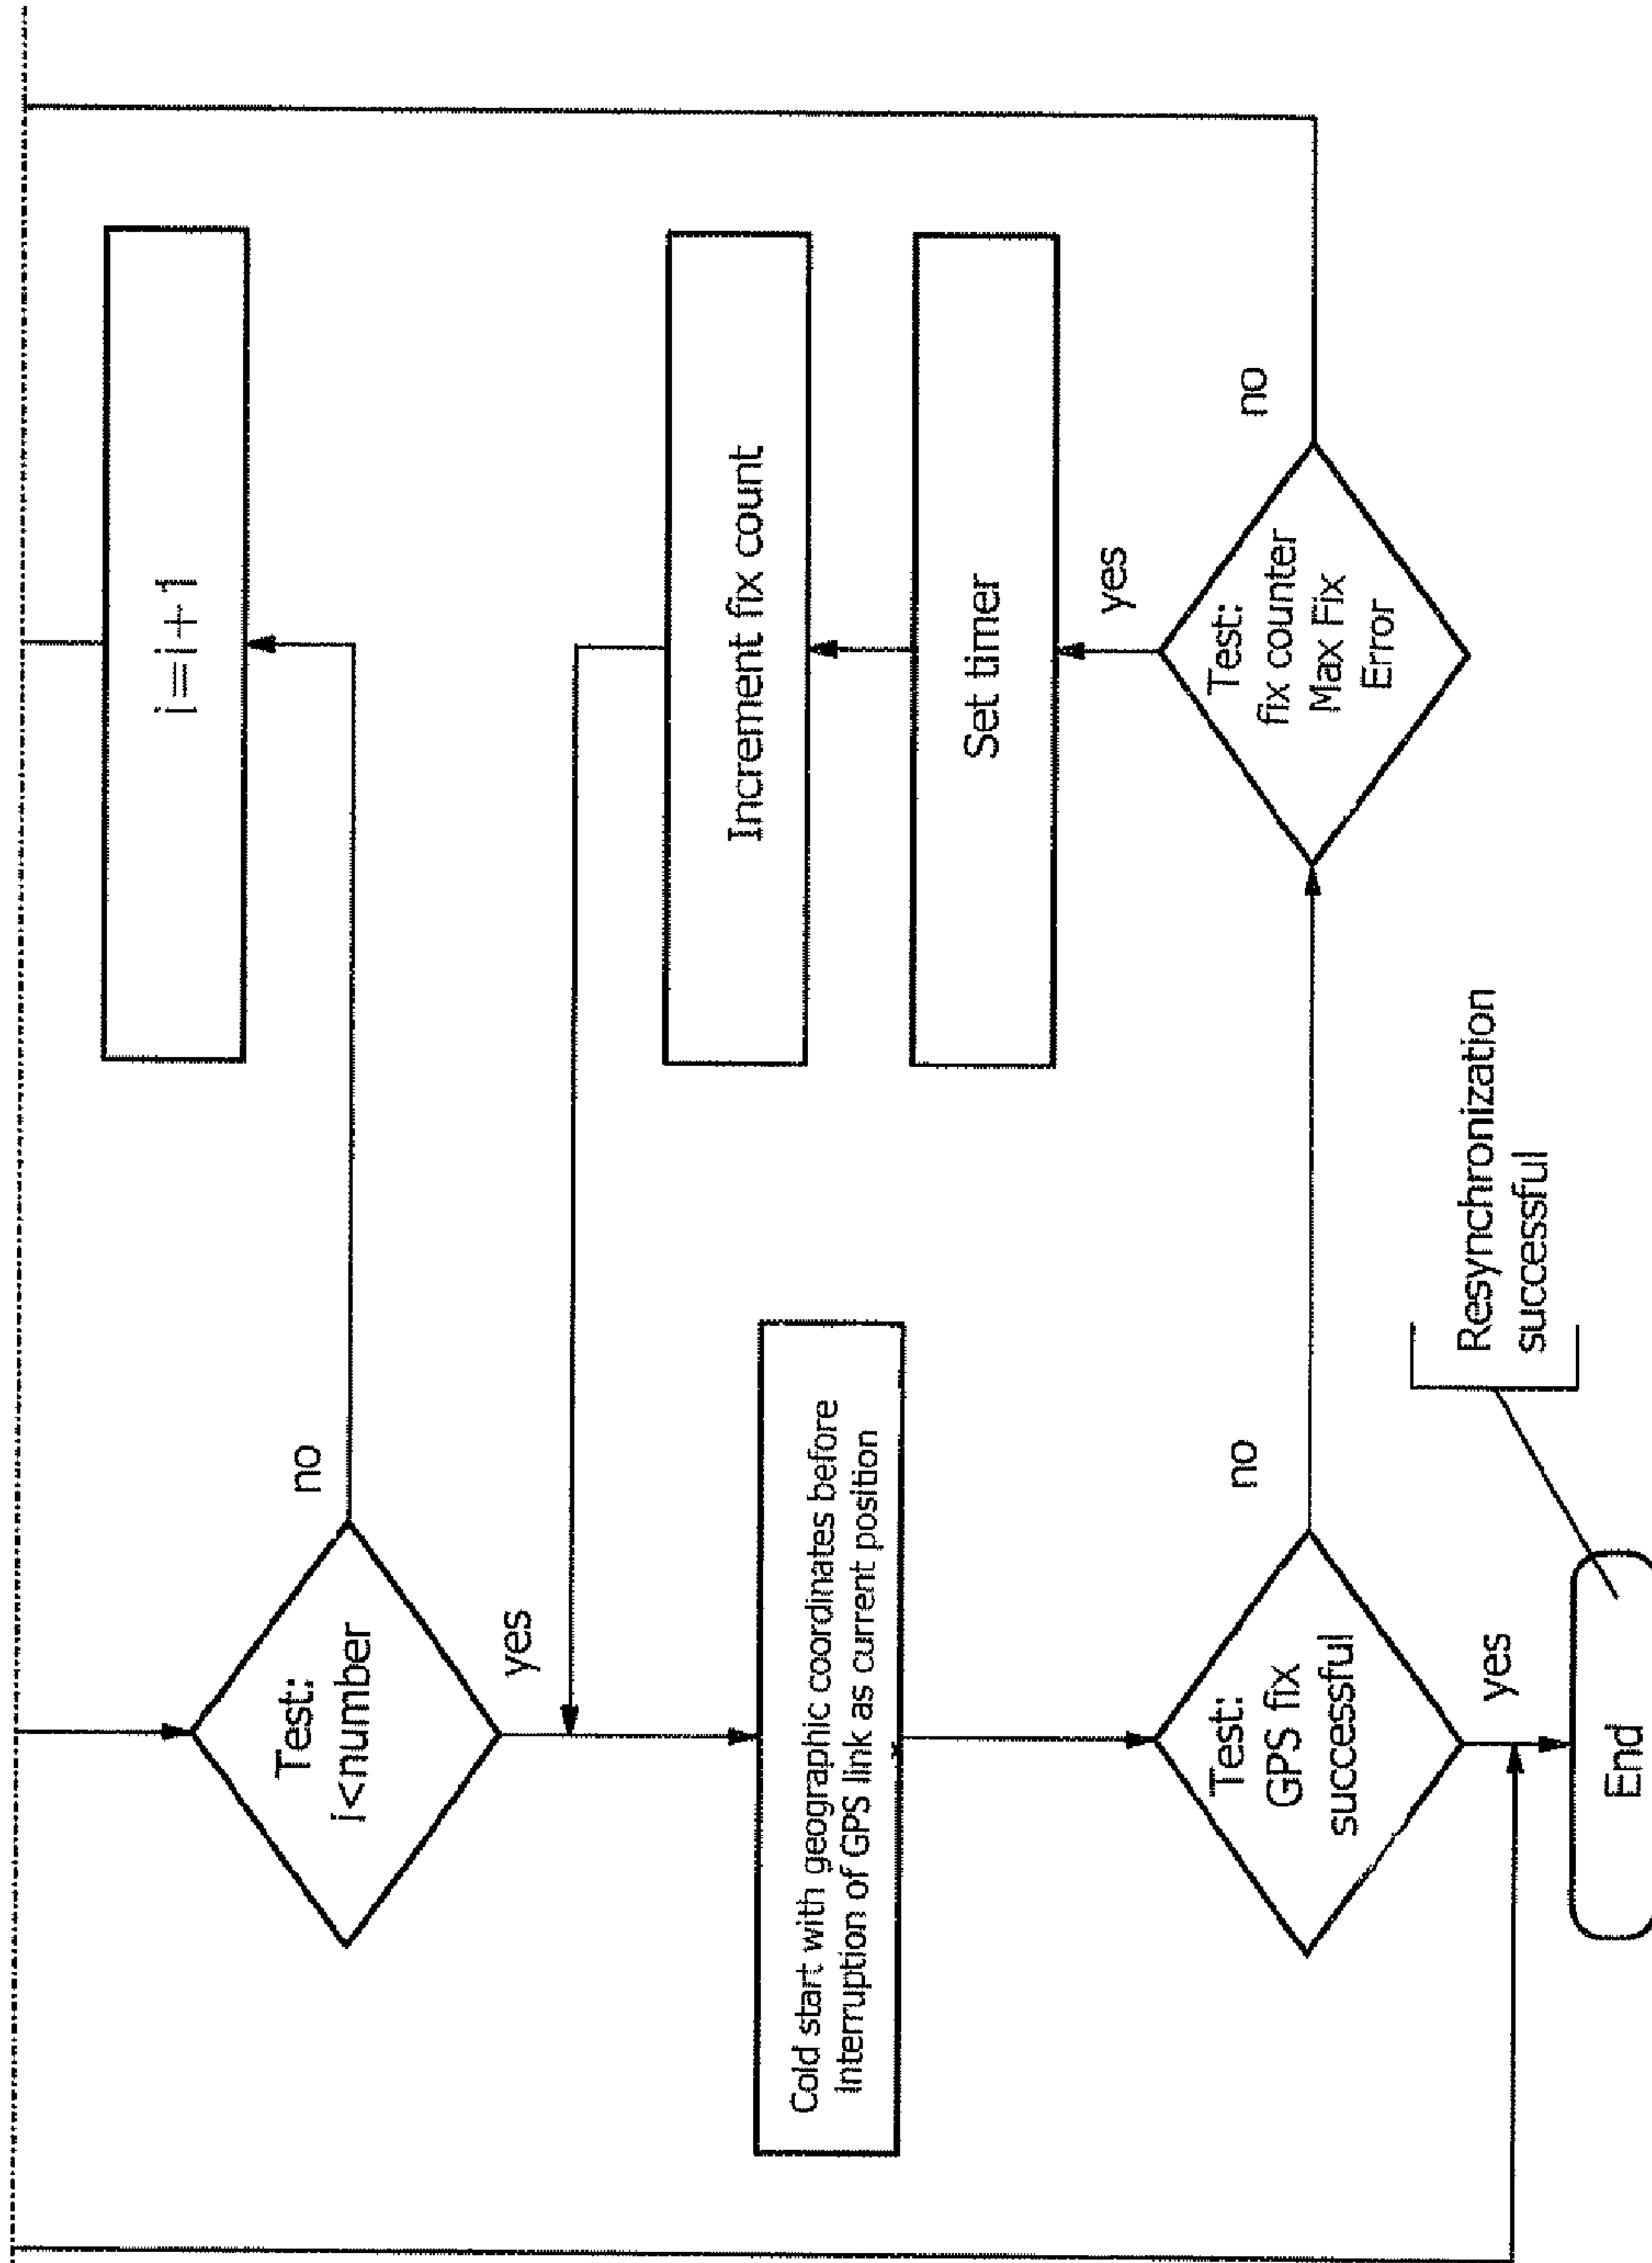 Test:
i<number
no
yes
i=i+1
Cold start with geographic coordinates before
Interruption of GPS link as current position
Increment fix count
Set timer
yes
Test:
GPS fix
successful
no
yes
Test:
fix counter
Max Fix
Error
no
End
Resynchronization
successful